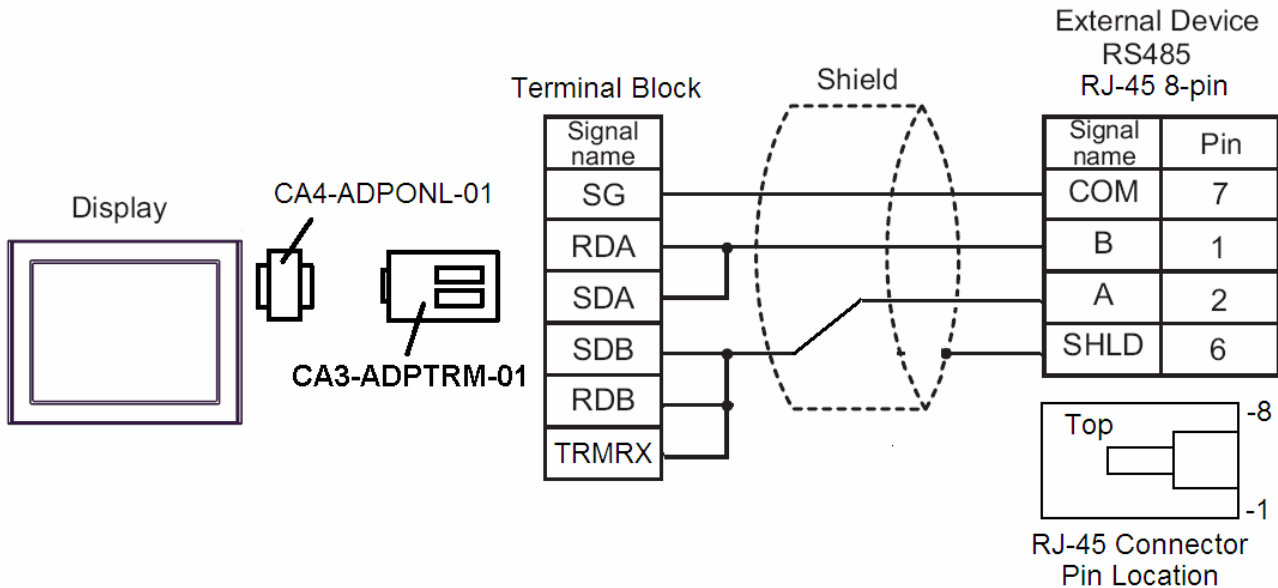 External Device
RS485
RJ-45 8-pin
Shield
Terminal Block
Signal name
Signal name Pin
CA4-ADPONL-01
Display
SG COM 7
RDA B 1
SDA A 2
SDB SHLD 6
CA3-ADPTRM-01
RDB
TRMRX
Top -8
-1
RJ-45 Connector
Pin Location